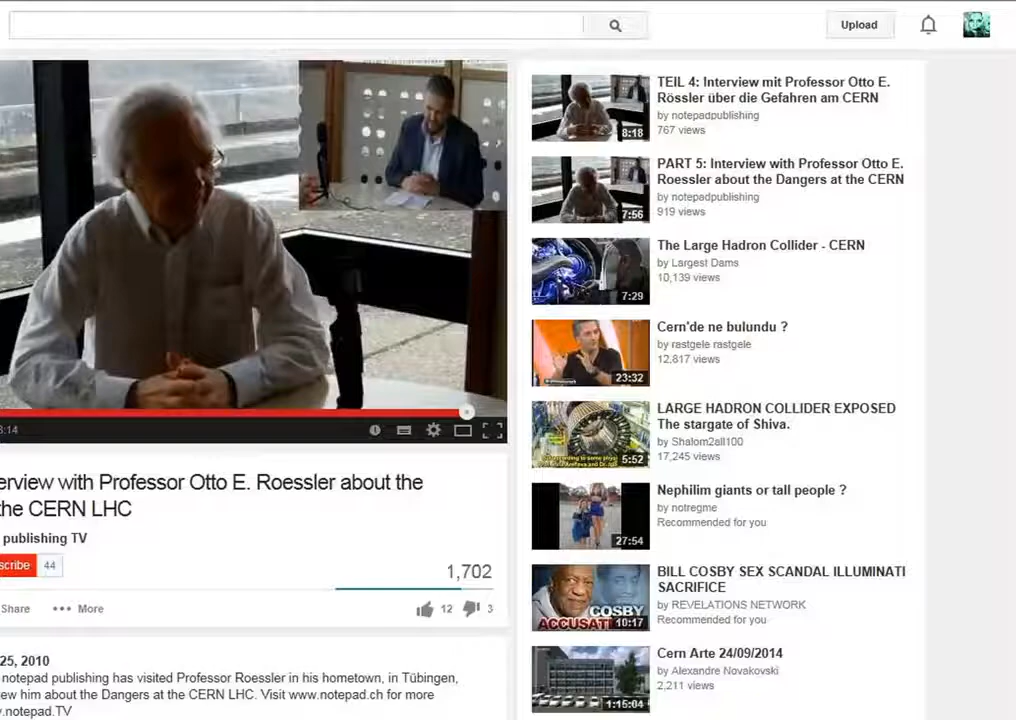 Upload
8:14
erview with Professor Otto E. Roessler about the
the CERN LHC
publishing TV
scribe 44
1,702
Share ••• More 12 3
25, 2010
notepad publishing has visited Professor Roessler in his hometown, in Tübingen,
ew him about the Dangers at the CERN LHC. Visit www.notepad.ch for more
.notepad.TV
TEIL 4: Interview mit Professor Otto E.
Rössler über die Gefahren am CERN
by notepadpublishing
767 views
8:18
PART 5: Interview with Professor Otto E.
Roessler about the Dangers at the CERN
by notepadpublishing
919 views
7:56
The Large Hadron Collider - CERN
by Largest Dams
10,139 views
7:29
Cern'de ne bulundu ?
by rastgele rastgele
12,817 views
23:32
LARGE HADRON COLLIDER EXPOSED
The stargate of Shiva.
by Shalom2all100
17,245 views
5:52
Nephilim giants or tall people ?
by notregme
Recommended for you
27:54
BILL COSBY SEX SCANDAL ILLUMINATI
SACRIFICE
by REVELATIONS NETWORK
Recommended for you
COSBY
ACCUSATI
10:17
Cern Arte 24/09/2014
by Alexandre Novakovski
2,211 views
1:15:04